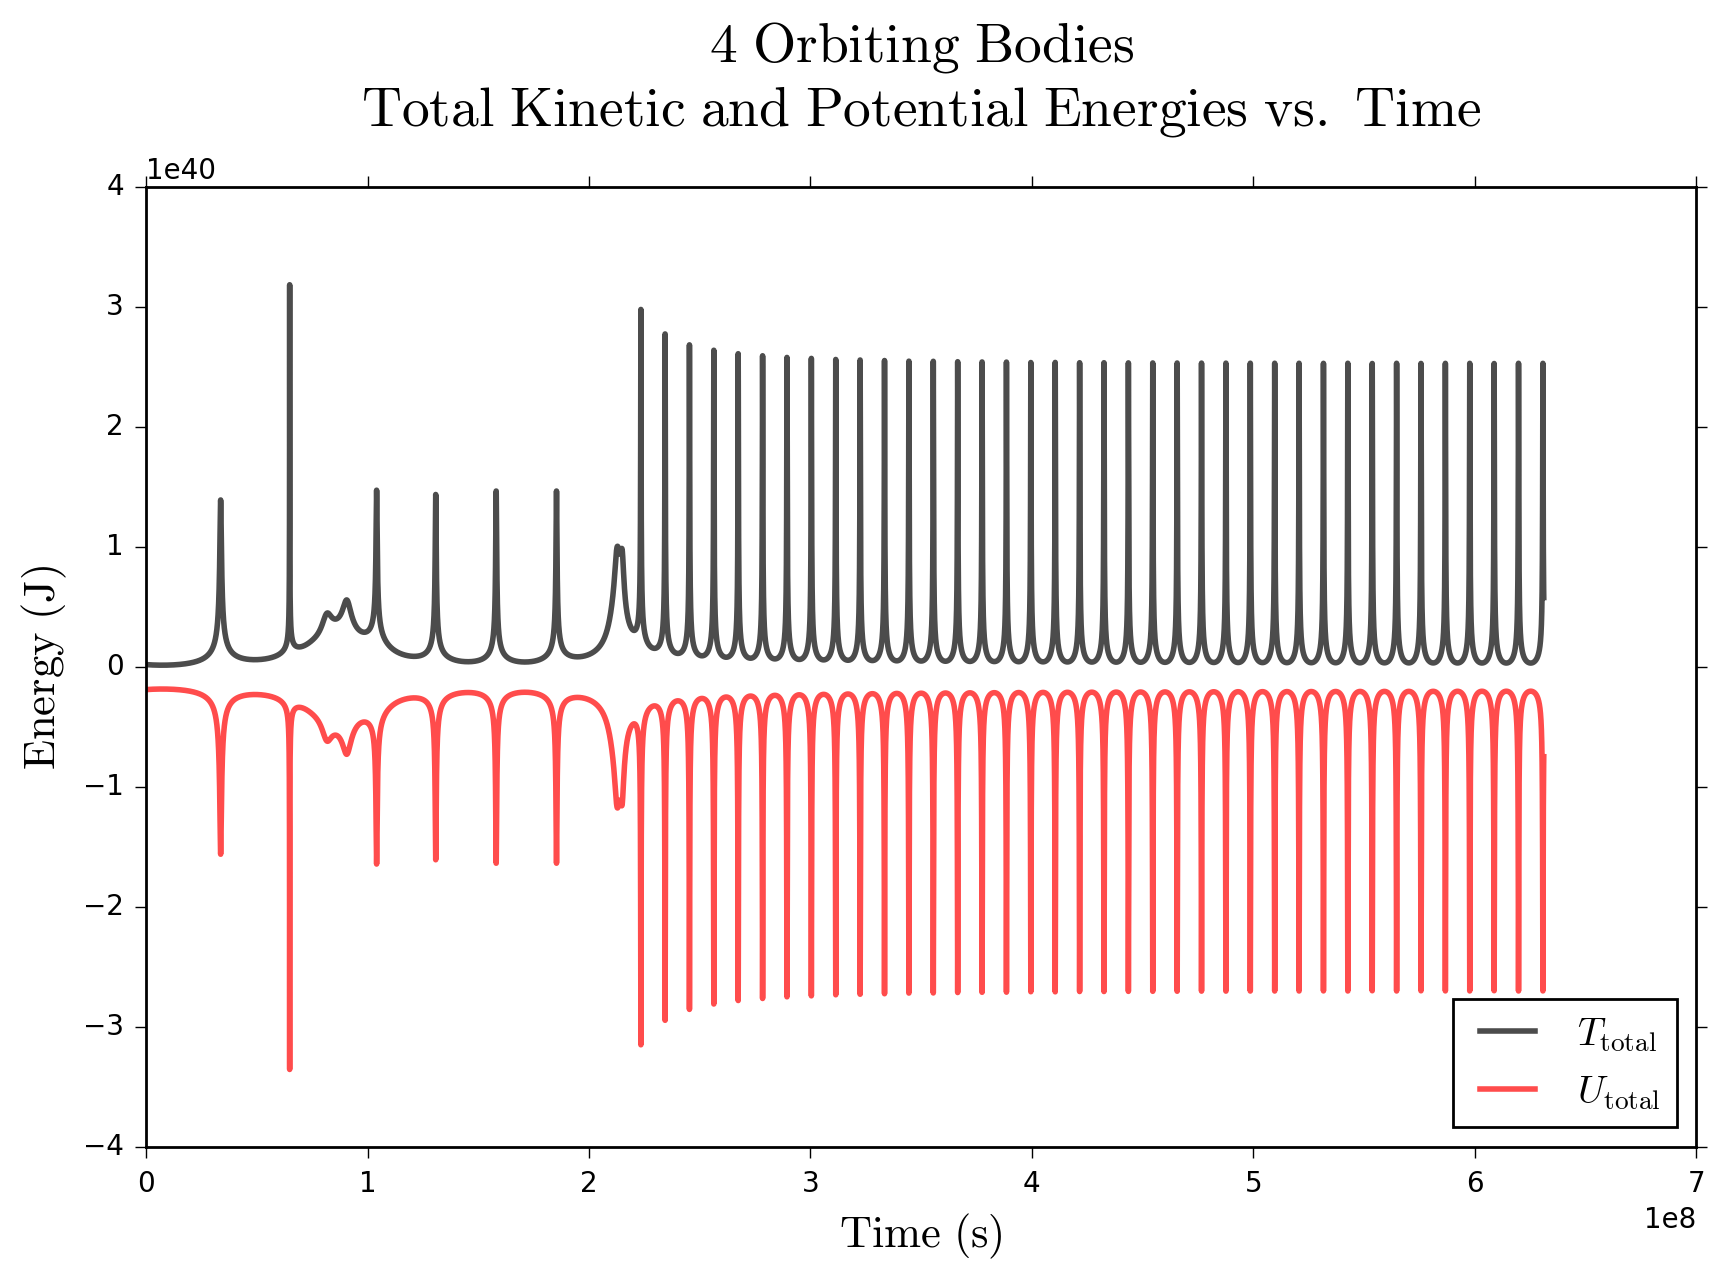 4 Orbiting Bodies
Total Kinetic and Potential Energies vs. Time
1e40
4
3
2
1
0
−1
−2
−3
−4
Energy (J)
0 1 2 3 4 5 6 7
1e8
Time (s)
T_total
U_total